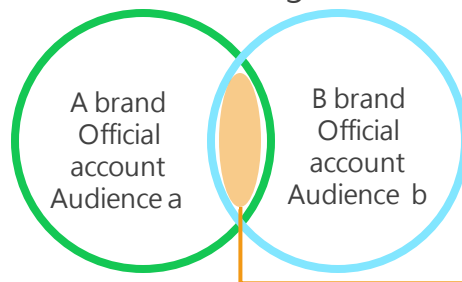 A brand
Official
account
Audience a
B brand
Official
account
Audience b